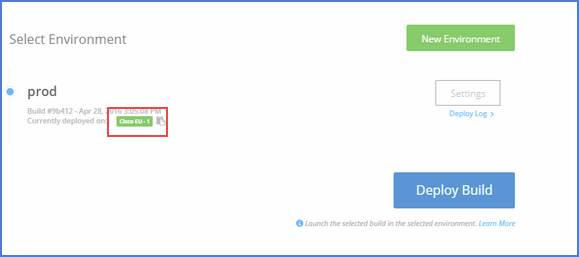 Select Environment
New Environment
prod
Settings
Build #9b412 - Apr 28, 2016 3:05:08 PM
Currently deployed on: Cisco EU - 1
Deploy Log >
Deploy Build
Launch the selected build in the selected environment. Learn More